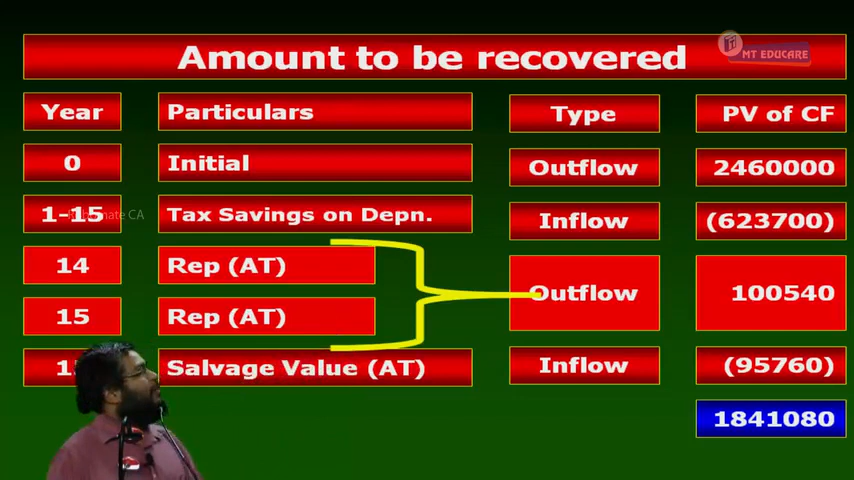 Amount to be recovered
MT EDUCARE
Year Particulars Type PV of CF
0 Initial Outflow 2460000
1-15 Tax Savings on Depn. Inflow (623700)
14 Rep (AT)
Outflow 100540
15 Rep (AT)
Salvage Value (AT) Inflow (95760)
1841080